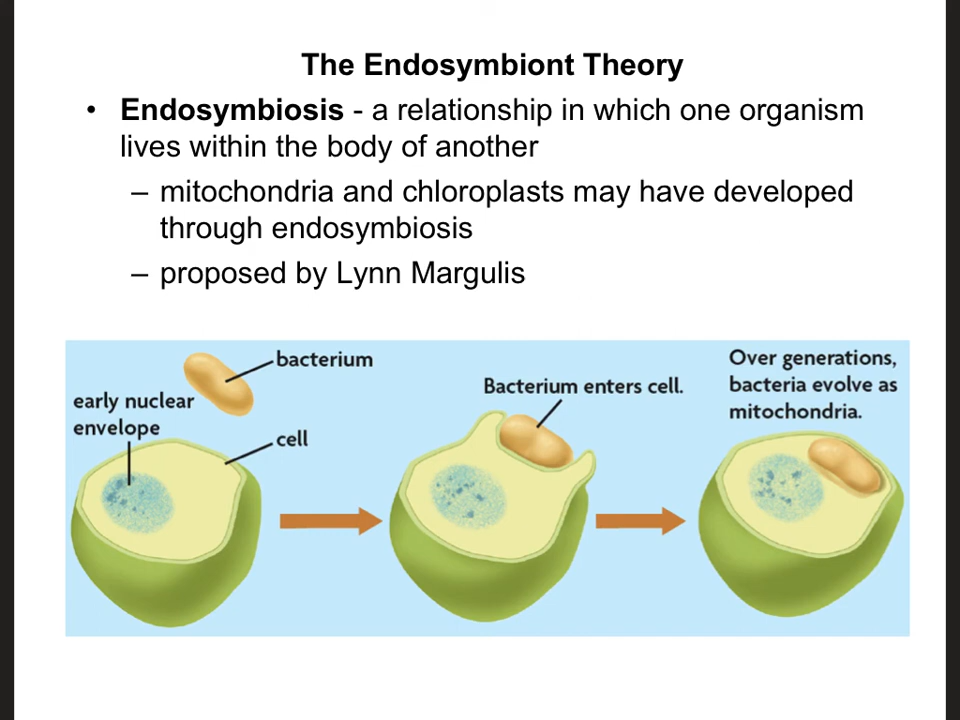 The Endosymbiont Theory
• Endosymbiosis - a relationship in which one organism
lives within the body of another
– mitochondria and chloroplasts may have developed
through endosymbiosis
– proposed by Lynn Margulis
bacterium
early nuclear
envelope
cell
Bacterium enters cell.
Over generations,
bacteria evolve as
mitochondria.